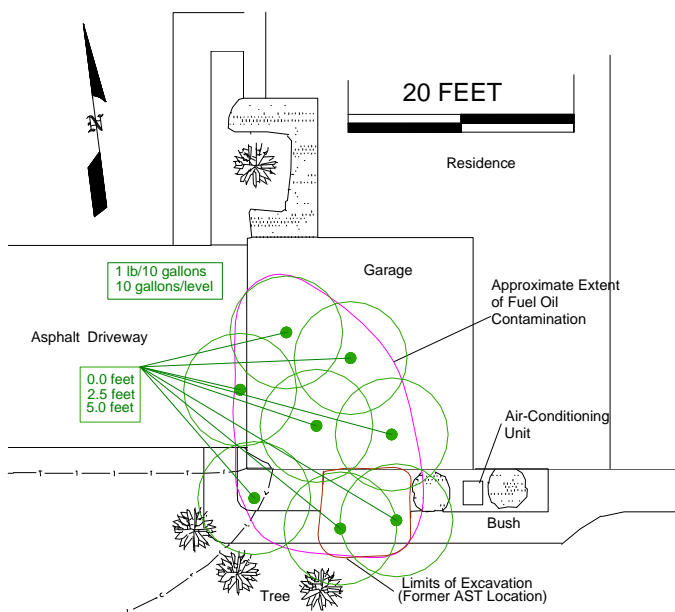 20 FEET
N
Residence
1 lb/10 gallons
10 gallons/level
Garage
Approximate Extent
of Fuel Oil
Contamination
Asphalt Driveway
0.0 feet
2.5 feet
5.0 feet
Air-Conditioning
Unit
Bush
Tree
Limits of Excavation
(Former AST Location)